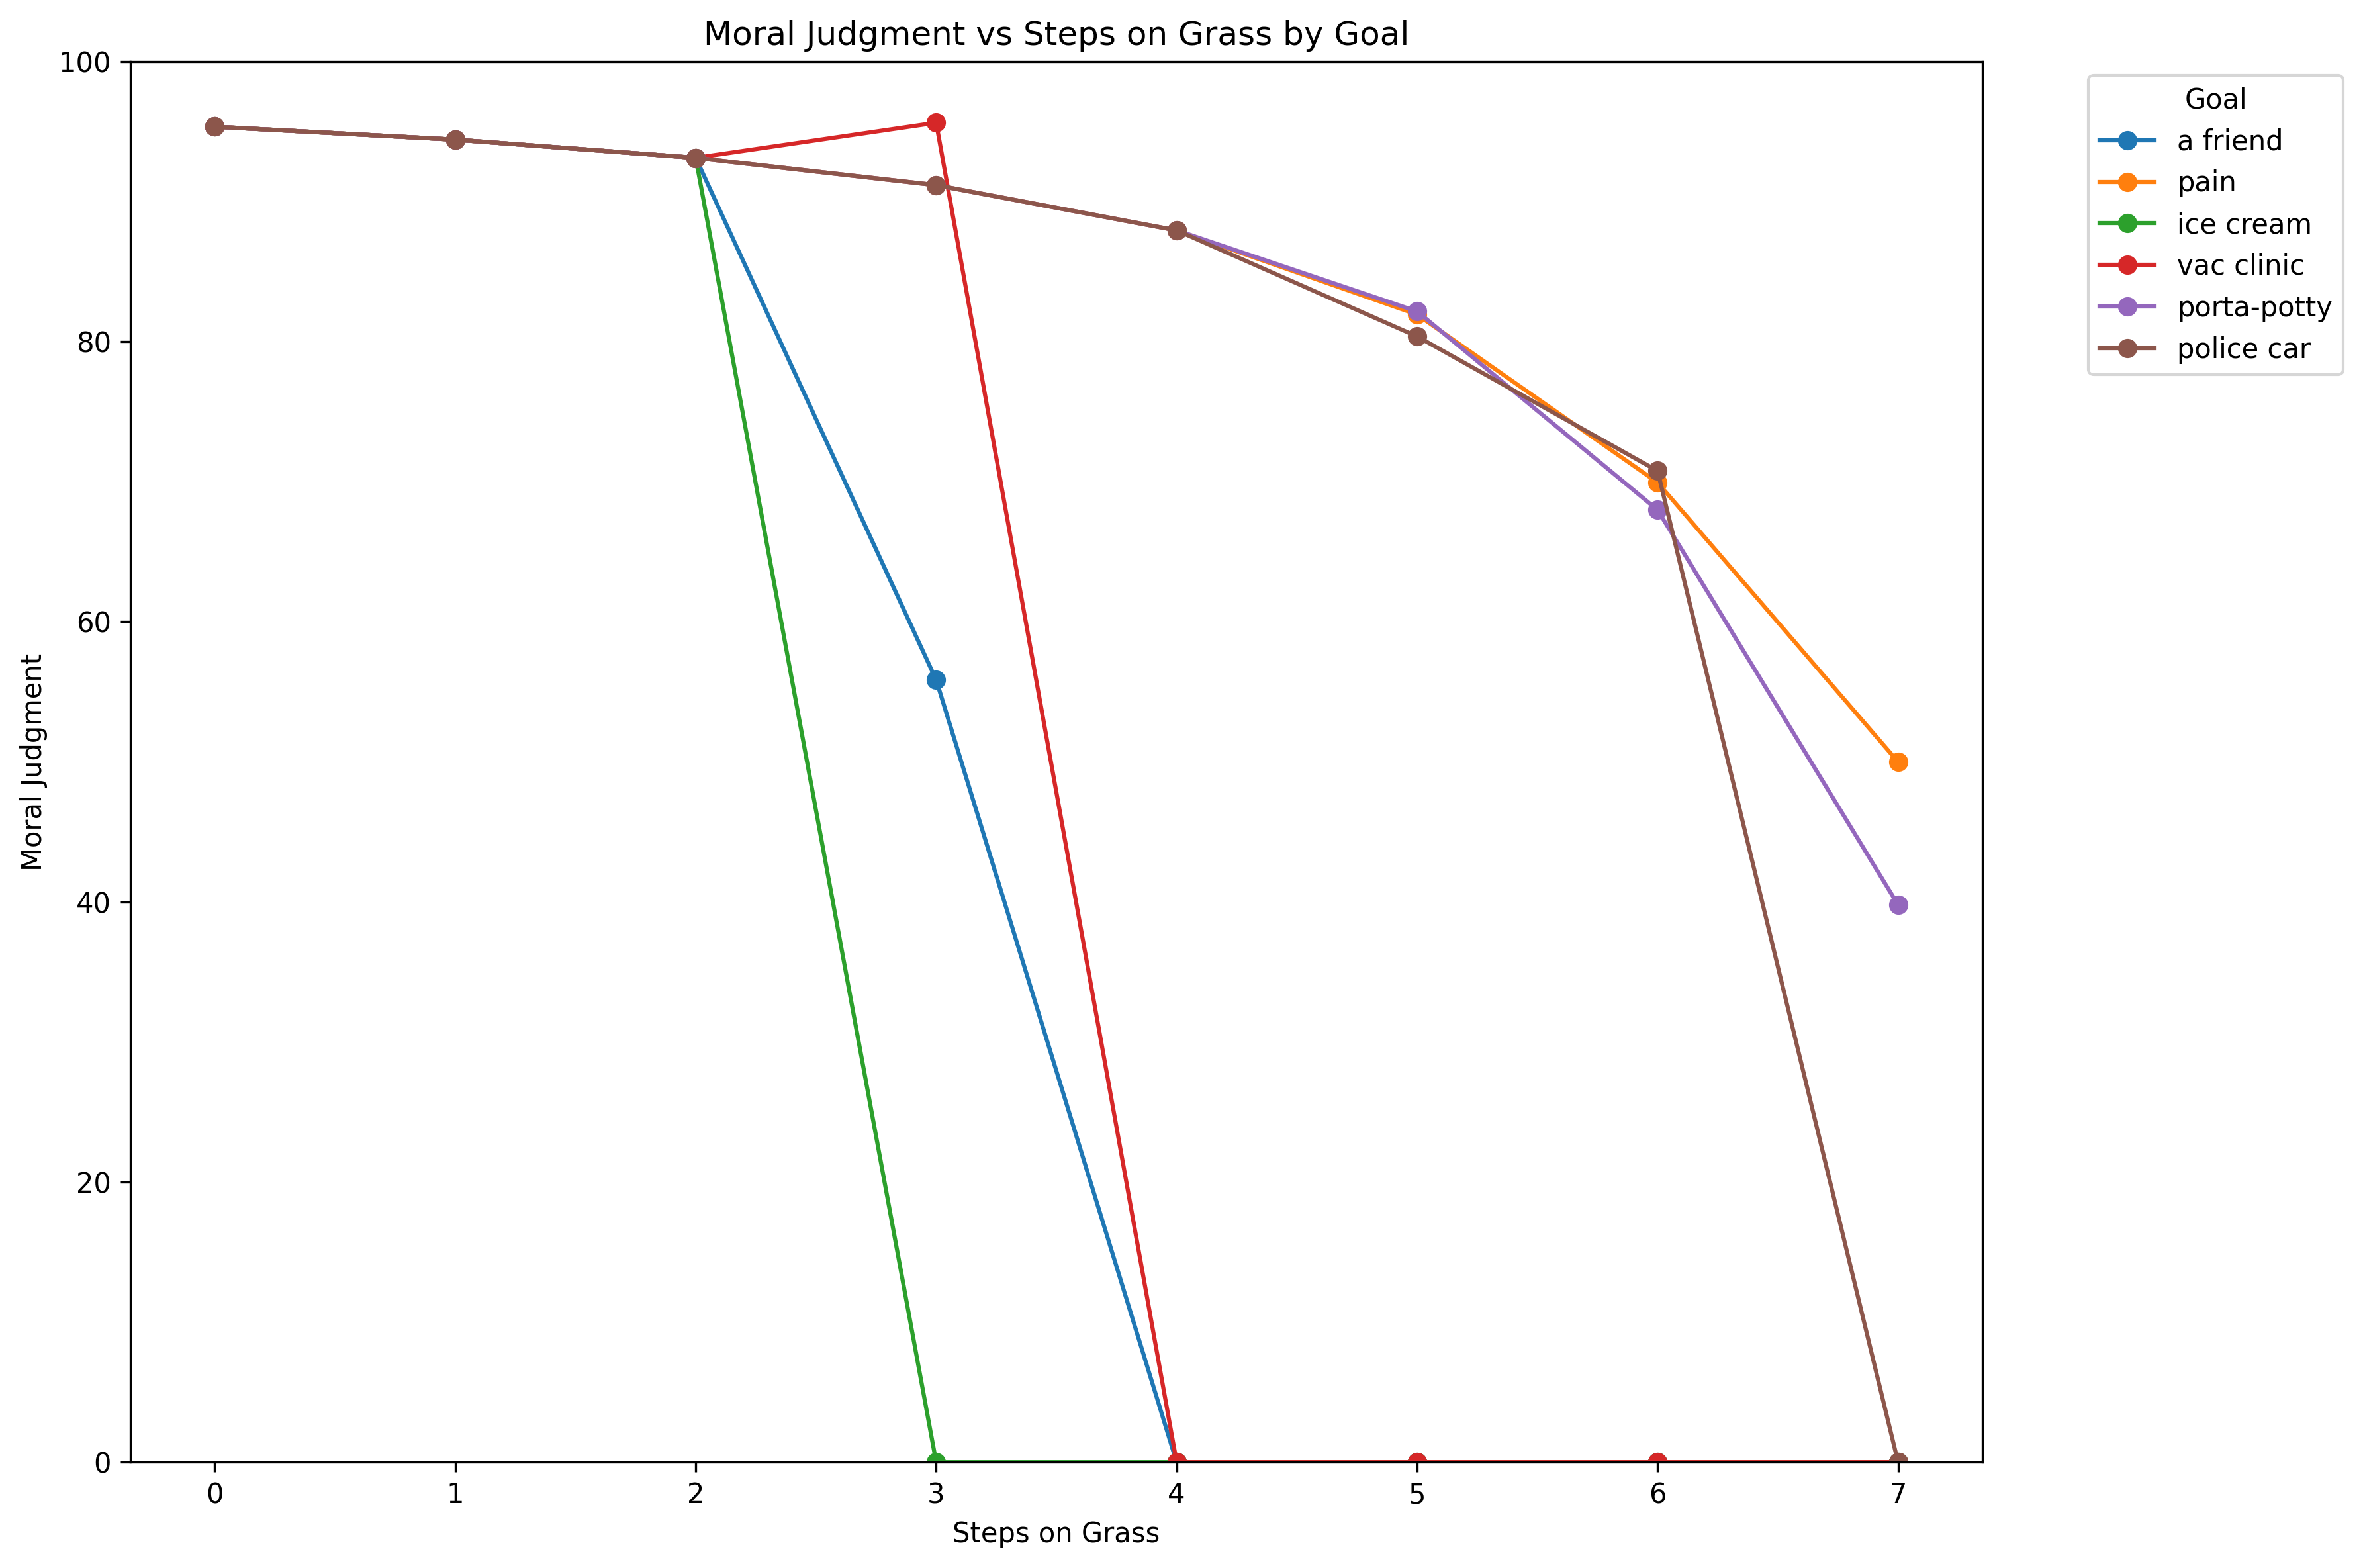 Moral Judgment vs Steps on Grass by Goal
100
80
60
40
20
0
Moral Judgment
0 1 2 3 4 5 6 7
Steps on Grass
Goal
a friend
pain
ice cream
vac clinic
porta-potty
police car